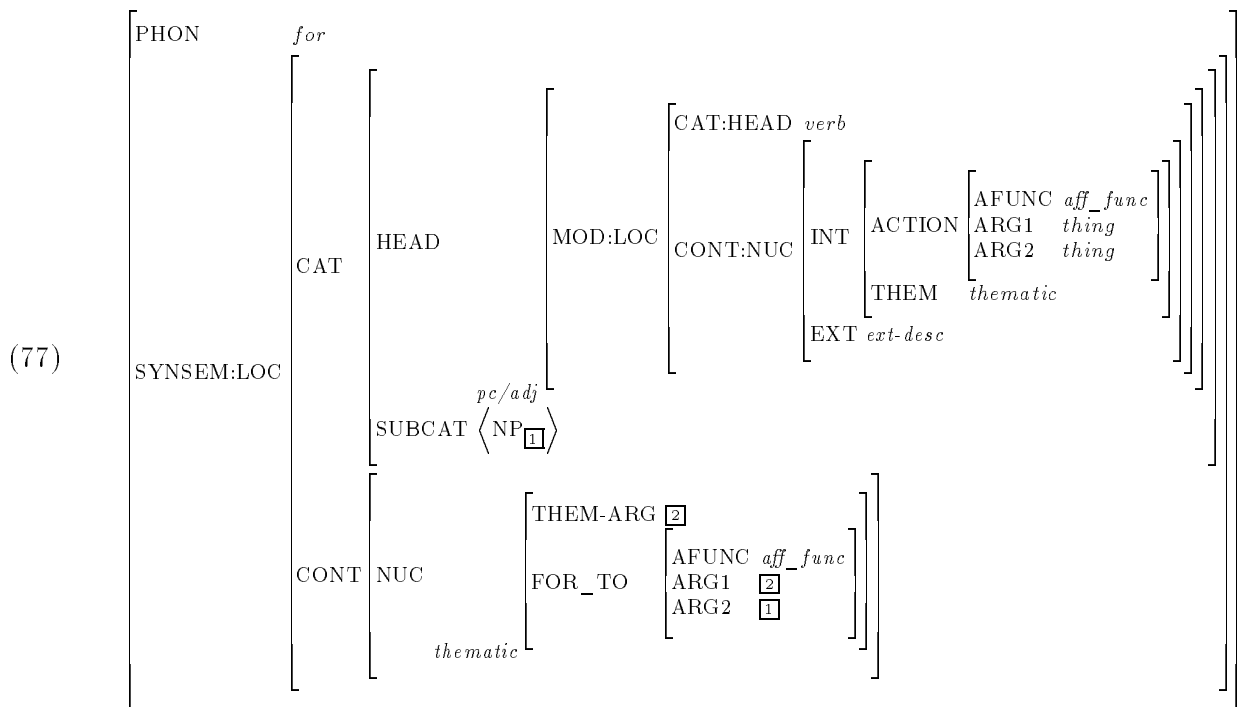 PHON for
CAT:HEAD verb
AFUNC aff_func
ARG1 thing
ARG2 thing
ACTION
INT
HEAD
MOD:LOC
CONT:NUC
CAT
THEM thematic
EXT ext-desc
(77)
SYNSEM:LOC
pc/adj
SUBCAT ⟨NP[1]⟩
THEM-ARG [2]
AFUNC aff_func
CONT
NUC
FOR_TO
ARG1 [2]
ARG2 [1]
thematic